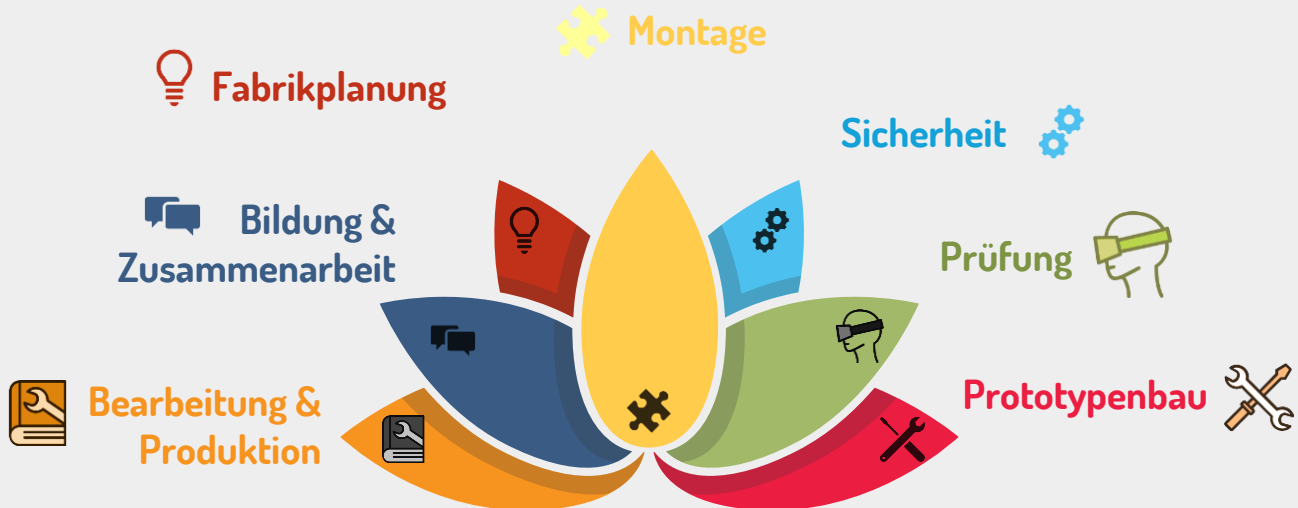 Montage
Fabrikplanung
Sicherheit
Bildung &
Zusammenarbeit
Prüfung
Bearbeitung &
Produktion
Prototypenbau